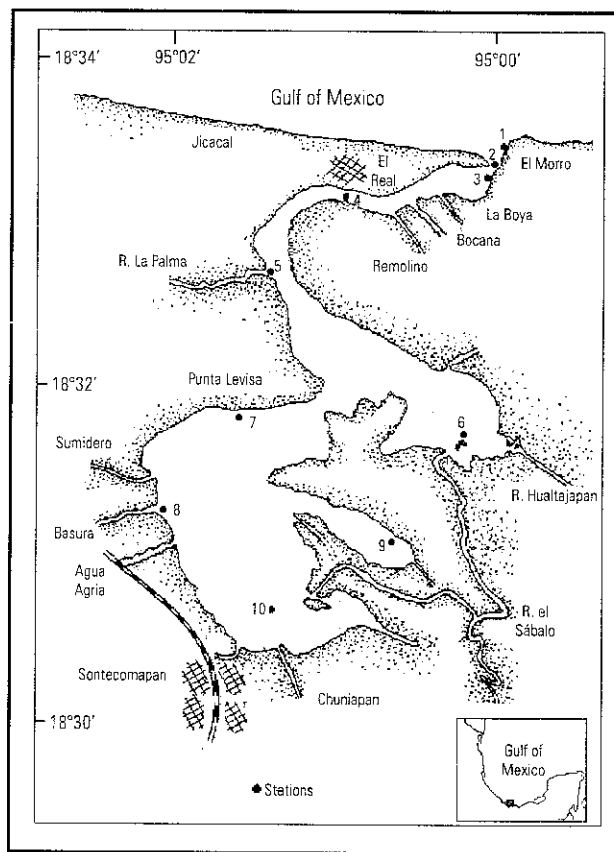 95°02'
95°00'
18°34'
Gulf of Mexico
Jicacal
1
El
Real
2
El Morro
3
4
La Boya
Bocana
Remolino
R. La Palma
5
18°32'
Punta Levisa
6
7
Sumidero
R. Hualtajapan
8
Basura
9
Agua
Agria
10
R. el
Sábalo
Sontecomapan
Chuniapan
18°30'
Gulf of
Mexico
Stations